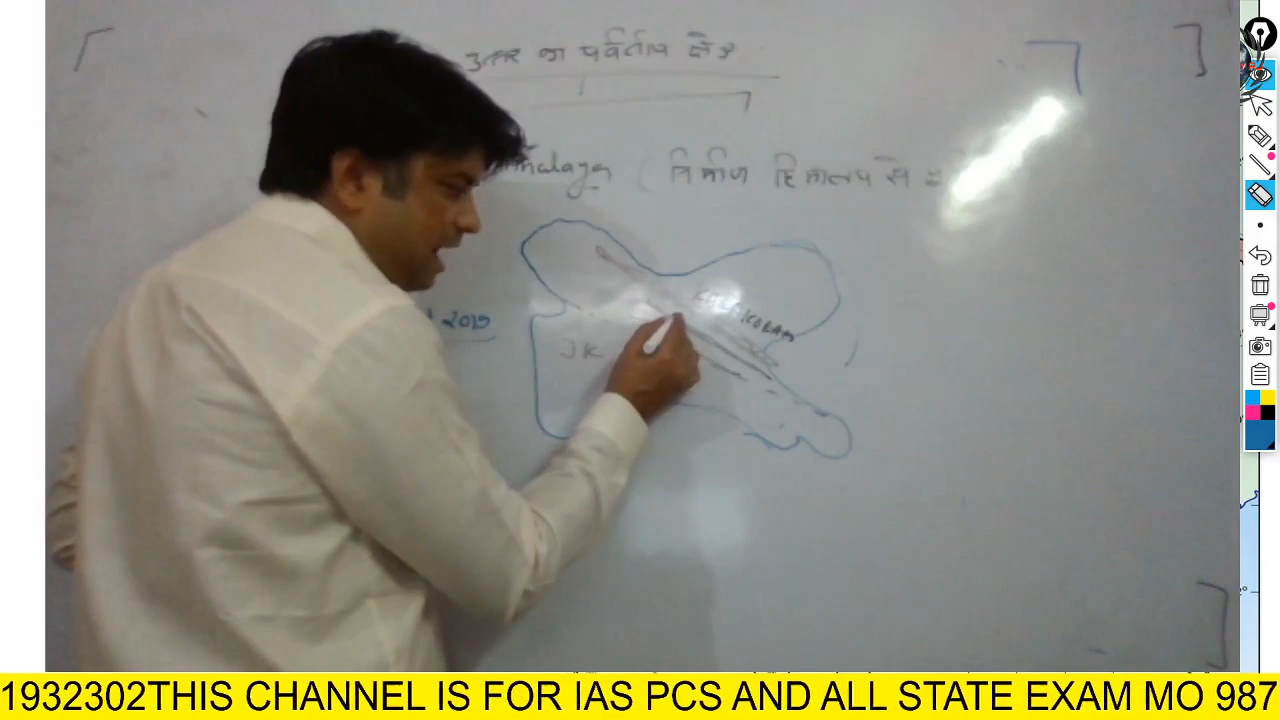 उत्तर का पर्वतीय क्षेत्र
( निर्माण हिमालय से
KARAKORAM
2019
JK
1932302THIS CHANNEL IS FOR IAS PCS AND ALL STATE EXAM MO 987